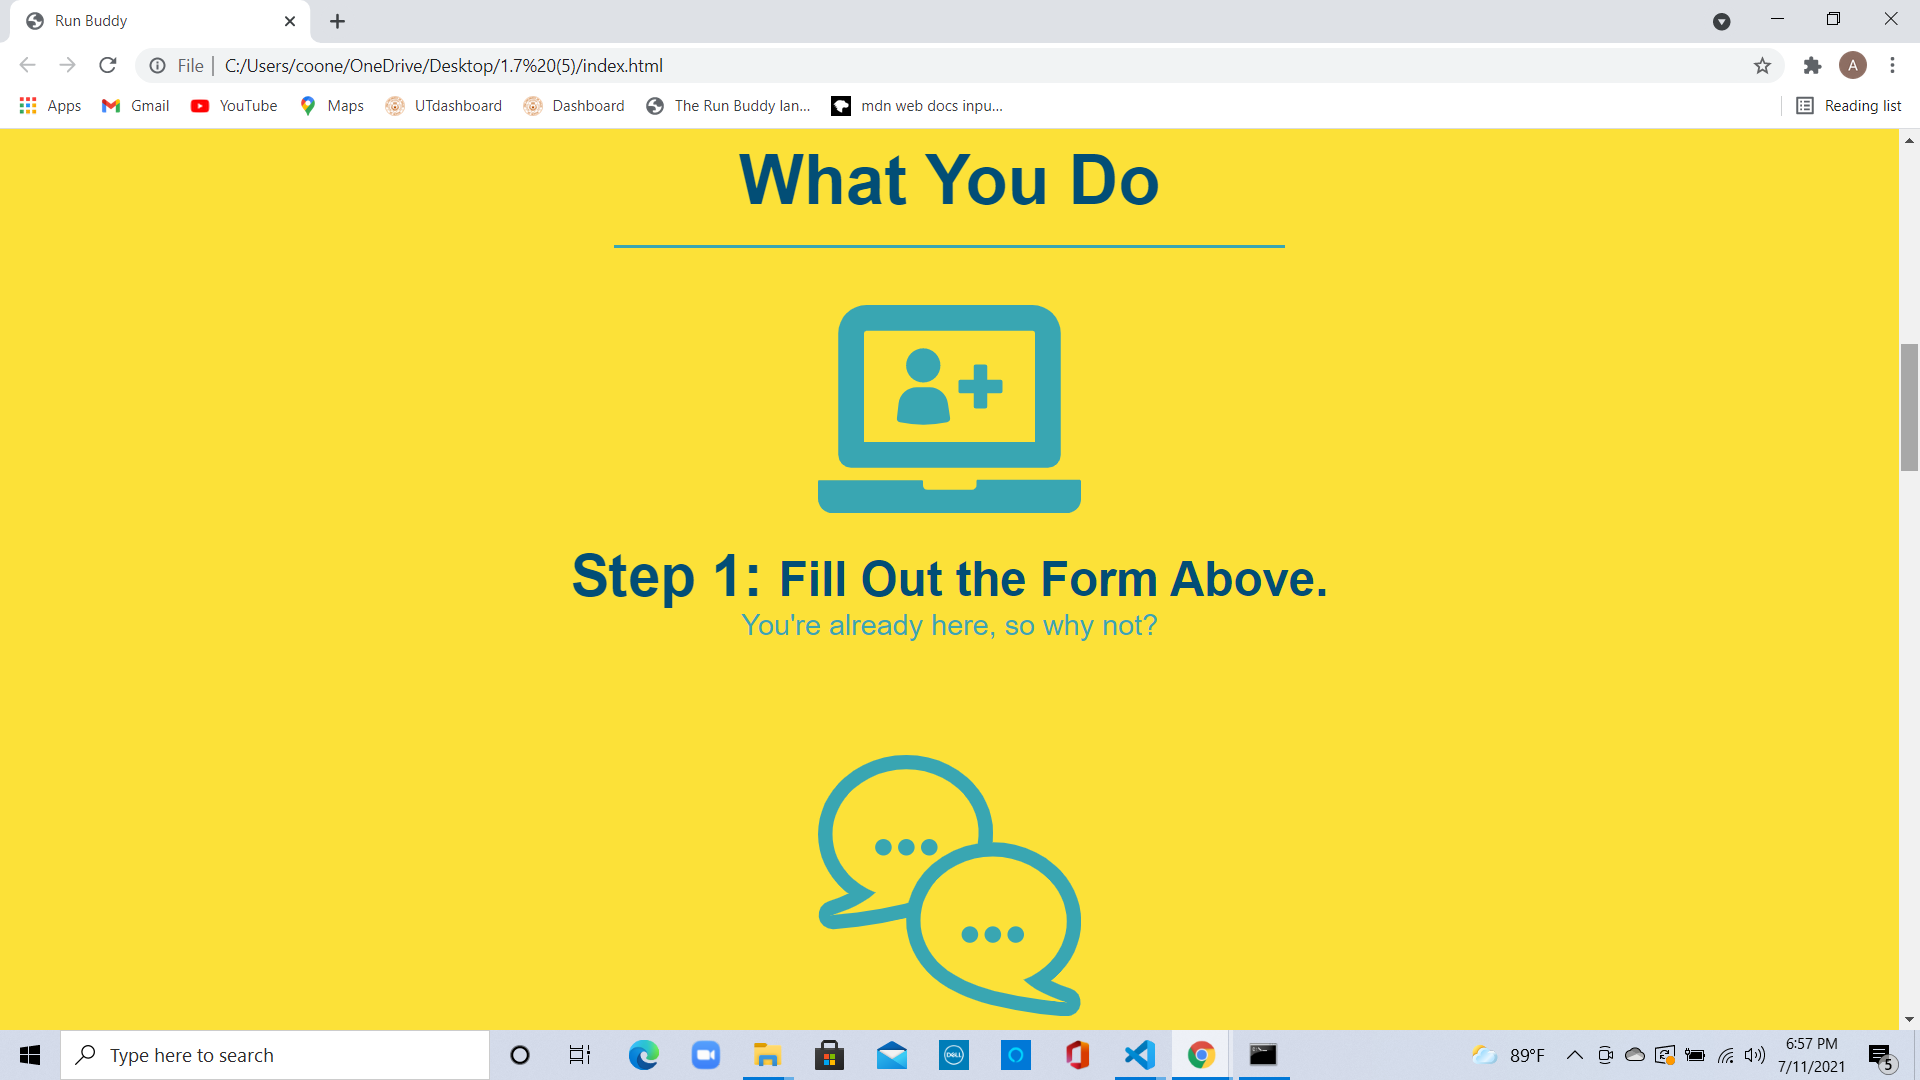 Run Buddy
File
C:/Users/coone/OneDrive/Desktop/1.7%20(5)/index.html
A
Apps
Gmail
YouTube
Maps
UTdashboard
Dashboard
The Run Buddy lan...
mdn web docs inpu...
Reading list
What You Do
Step 1: Fill Out the Form Above.
You're already here, so why not?
Type here to search
DELL
89°F
6:57 PM
7/11/2021
5